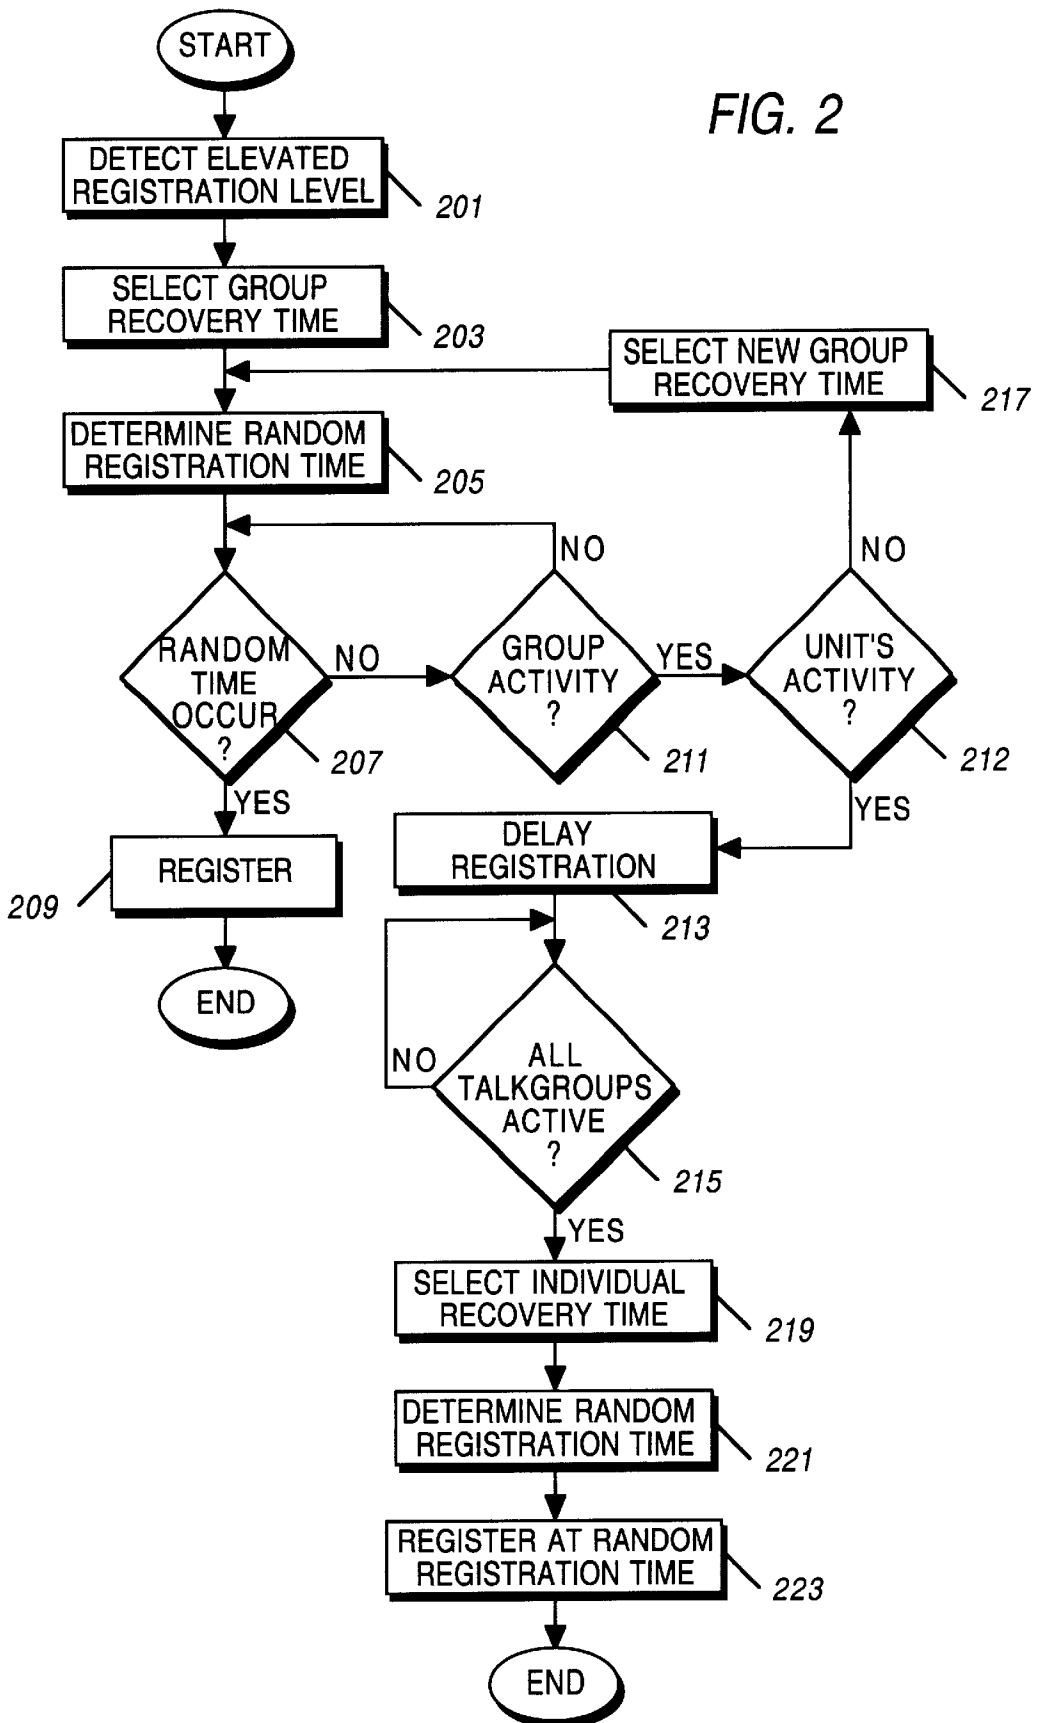 START
FIG. 2
DETECT ELEVATED
REGISTRATION LEVEL
201
SELECT GROUP
RECOVERY TIME
203
SELECT NEW GROUP
RECOVERY TIME
217
DETERMINE RANDOM
REGISTRATION TIME
205
NO
NO
RANDOM
TIME
OCCUR
?
207
NO
GROUP
ACTIVITY
?
211
YES
UNIT'S
ACTIVITY
?
212
YES
YES
REGISTER
209
DELAY
REGISTRATION
213
END
NO
ALL
TALKGROUPS
ACTIVE
?
215
YES
SELECT INDIVIDUAL
RECOVERY TIME
219
DETERMINE RANDOM
REGISTRATION TIME
221
REGISTER AT RANDOM
REGISTRATION TIME
223
END